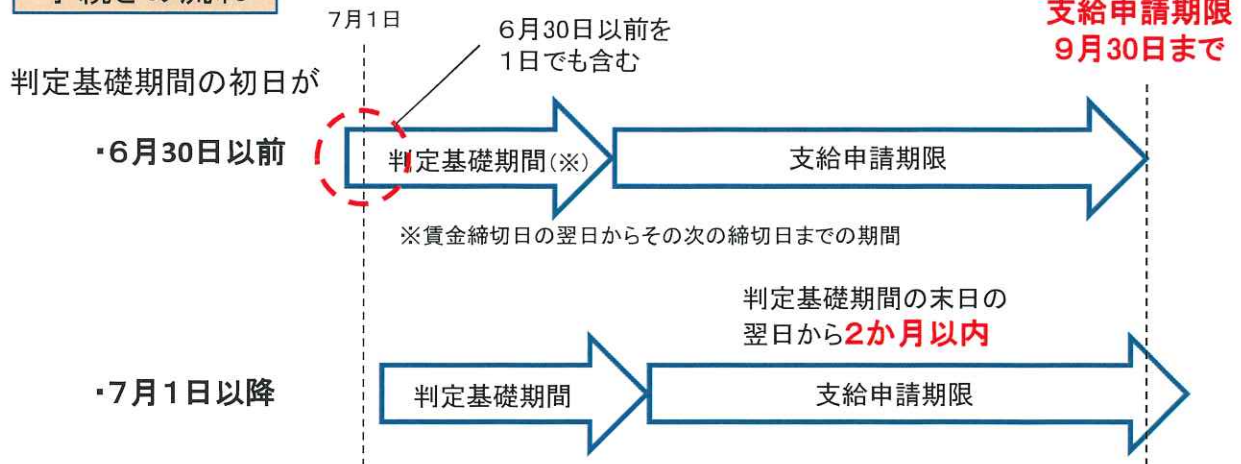 7月1日
支給申請期限
9月30日まで
6月30日以前を
1日でも含む
判定基礎期間の初日が
・6月30日以前
判定基礎期間(※)
支給申請期限
※賃金締切日の翌日からその次の締切日までの期間
判定基礎期間の末日の
翌日から2か月以内
・7月1日以降
判定基礎期間
支給申請期限